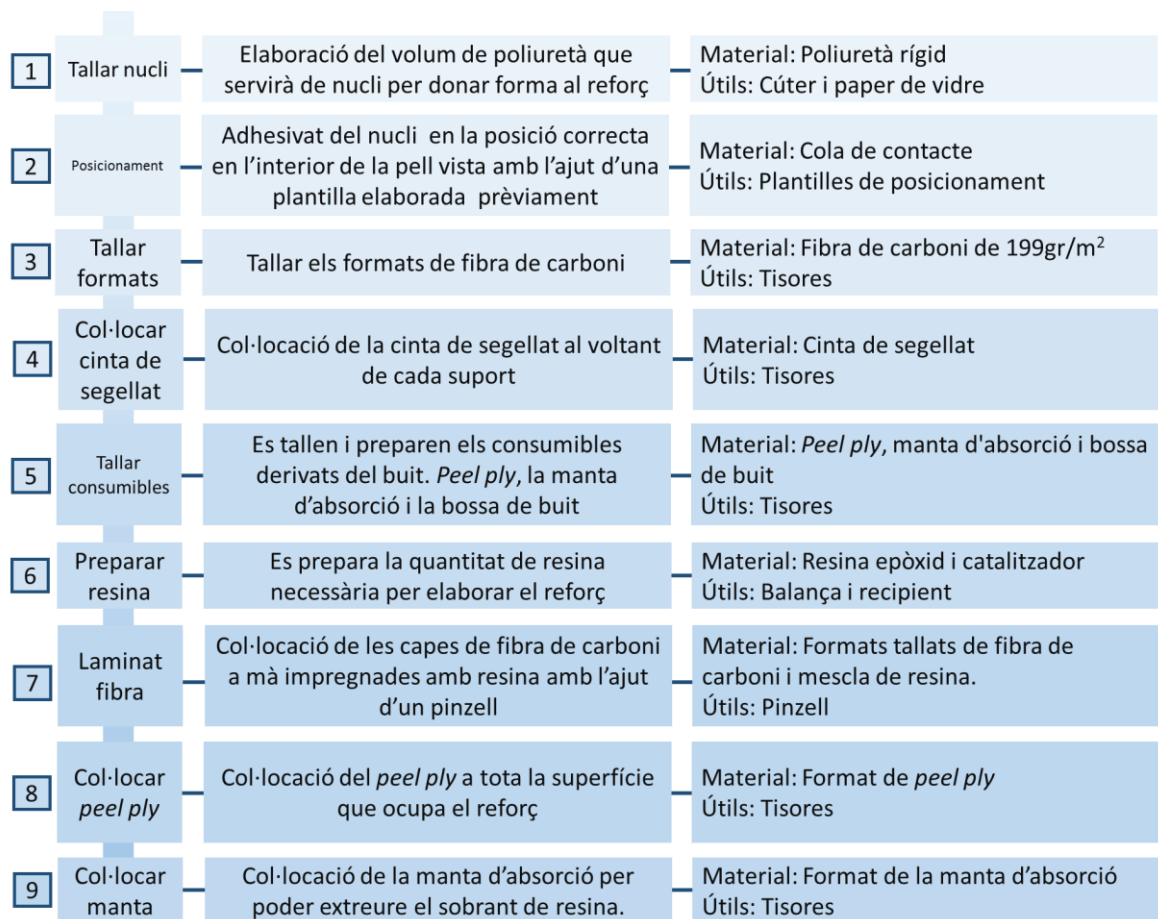 1
Tallar nucli
Elaboració del volum de poliuretà que
servirà de nucli per donar forma al reforç
Material: Poliuretà rígid
Útils: Cúter i paper de vidre
2
Posicionament
Adhesivat del nucli en la posició correcta
en l'interior de la pell vista amb l'ajut d'una
plantilla elaborada prèviament
Material: Cola de contacte
Útils: Plantilles de posicionament
3
Tallar
formats
Tallar els formats de fibra de carboni
Material: Fibra de carboni de 199gr/m²
Útils: Tisores
4
Col·locar
cinta de
segellat
Col·locació de la cinta de segellat al voltant
de cada suport
Material: Cinta de segellat
Útils: Tisores
5
Tallar
consumibles
Es tallen i preparen els consumibles
derivats del buit. Peel ply, la manta
d'absorció i la bossa de buit
Material: Peel ply, manta d'absorció i bossa
de buit
Útils: Tisores
6
Preparar
resina
Es prepara la quantitat de resina
necessària per elaborar el reforç
Material: Resina epòxid i catalitzador
Útils: Balança i recipient
7
Laminat
fibra
Col·locació de les capes de fibra de carboni
a mà impregnades amb resina amb l'ajut
d'un pinzell
Material: Formats tallats de fibra de
carboni i mescla de resina.
Útils: Pinzell
8
Col·locar
peel ply
Col·locació del peel ply a tota la superfície
que ocupa el reforç
Material: Format de peel ply
Útils: Tisores
9
Col·locar
manta
Col·locació de la manta d'absorció per
poder extreure el sobrant de resina.
Material: Format de la manta d'absorció
Útils: Tisores